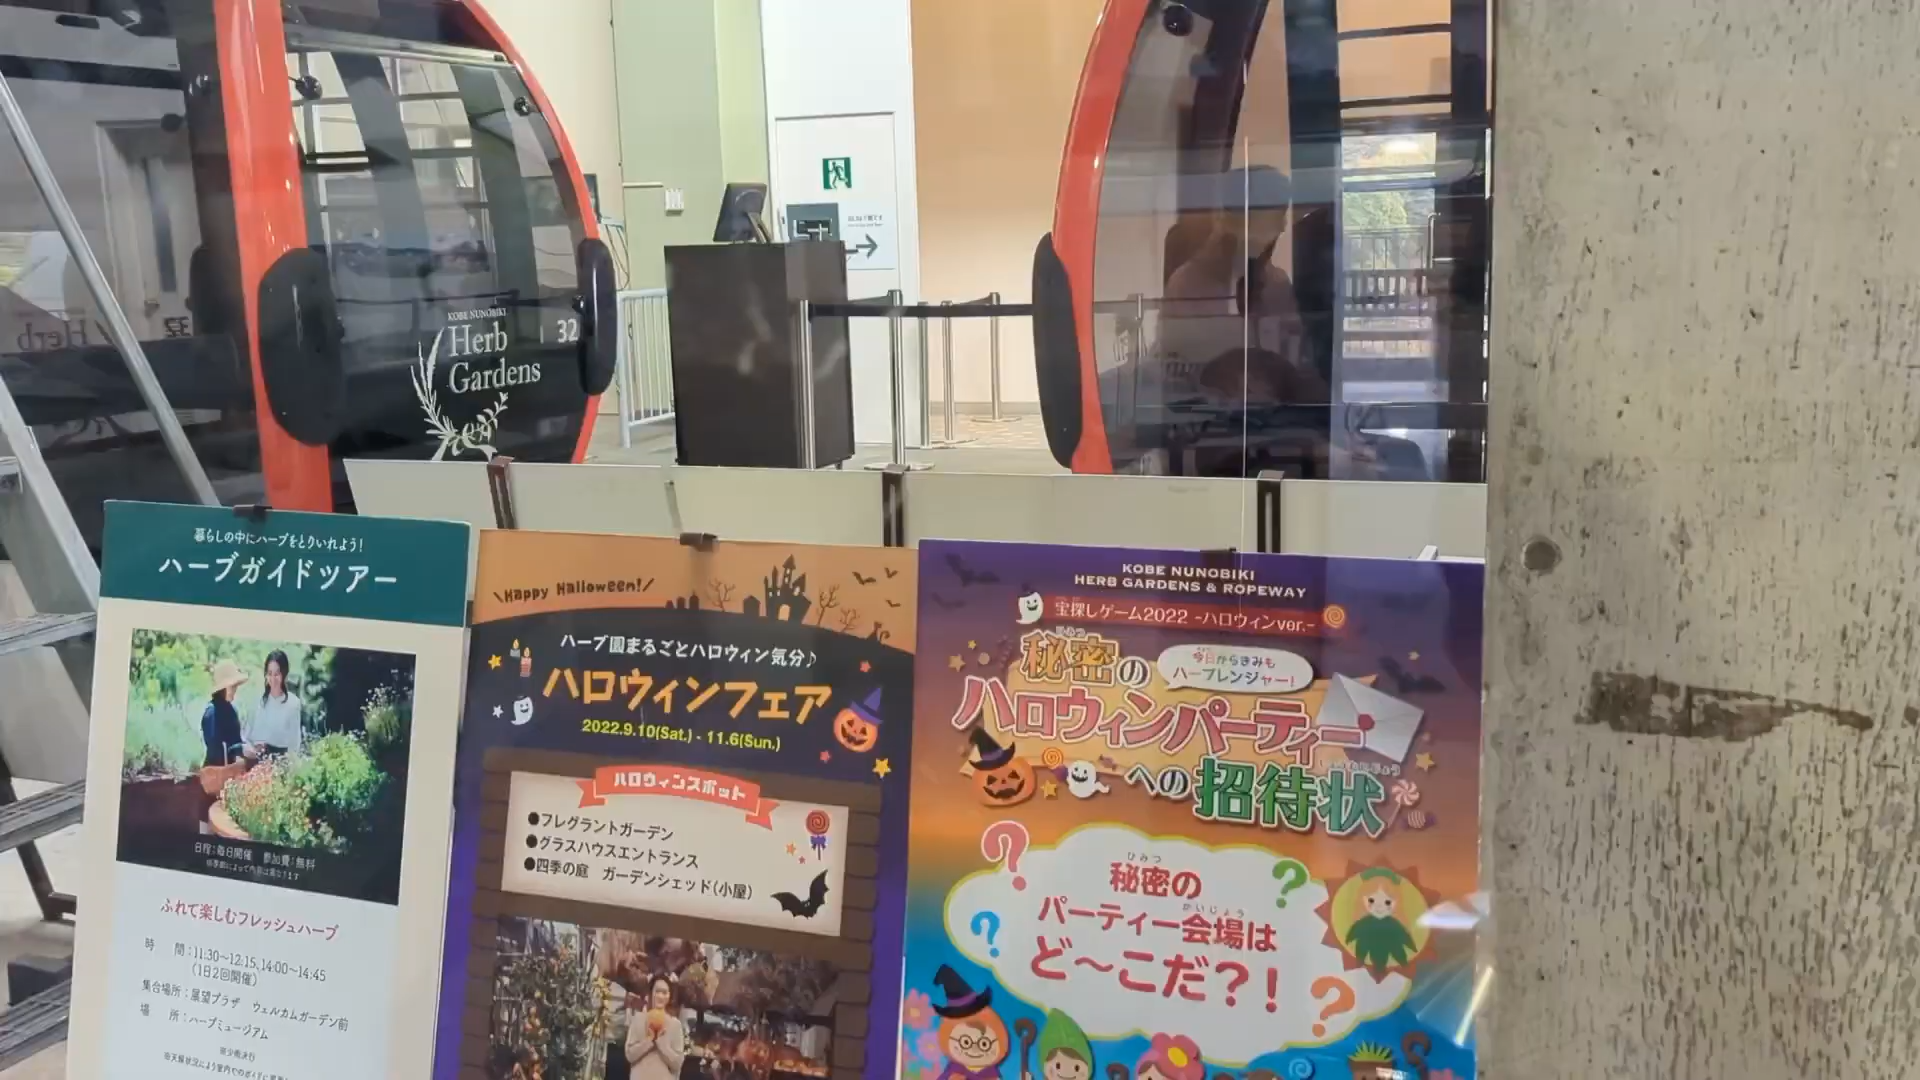 KOBE NUNOBIKI
Herb
Gardens
32
暮らしの中にハーブをとりいれよう!
ハーブガイドツアー
日程:毎日開催 参加費:無料
ふれて楽しむフレッシュハーブ
時 間:11:30~12:15、14:00~14:45
(1日2回開催)
集合場所:展望プラザ ウェルカムガーデン前
場 所:ハーブミュージアム
\Happy Halloween!/
ハーブ園まるごとハロウィン気分♪
ハロウィンフェア
2022.9.10(Sat.) - 11.6(Sun.)
ハロウィンスポット
●フレグラントガーデン
●グラスハウスエントランス
●四季の庭 ガーデンシェッド(小屋)
KOBE NUNOBIKI
HERB GARDENS & ROPEWAY
宝探しゲーム2022 -ハロウィンver.-
ひみつ
秘密の
今日からきみも
ハーブレンジャー!
ハロウィンパーティー
への招待状
ひみつ
秘密の
かいじょう
パーティー会場は
ど~こだ?!